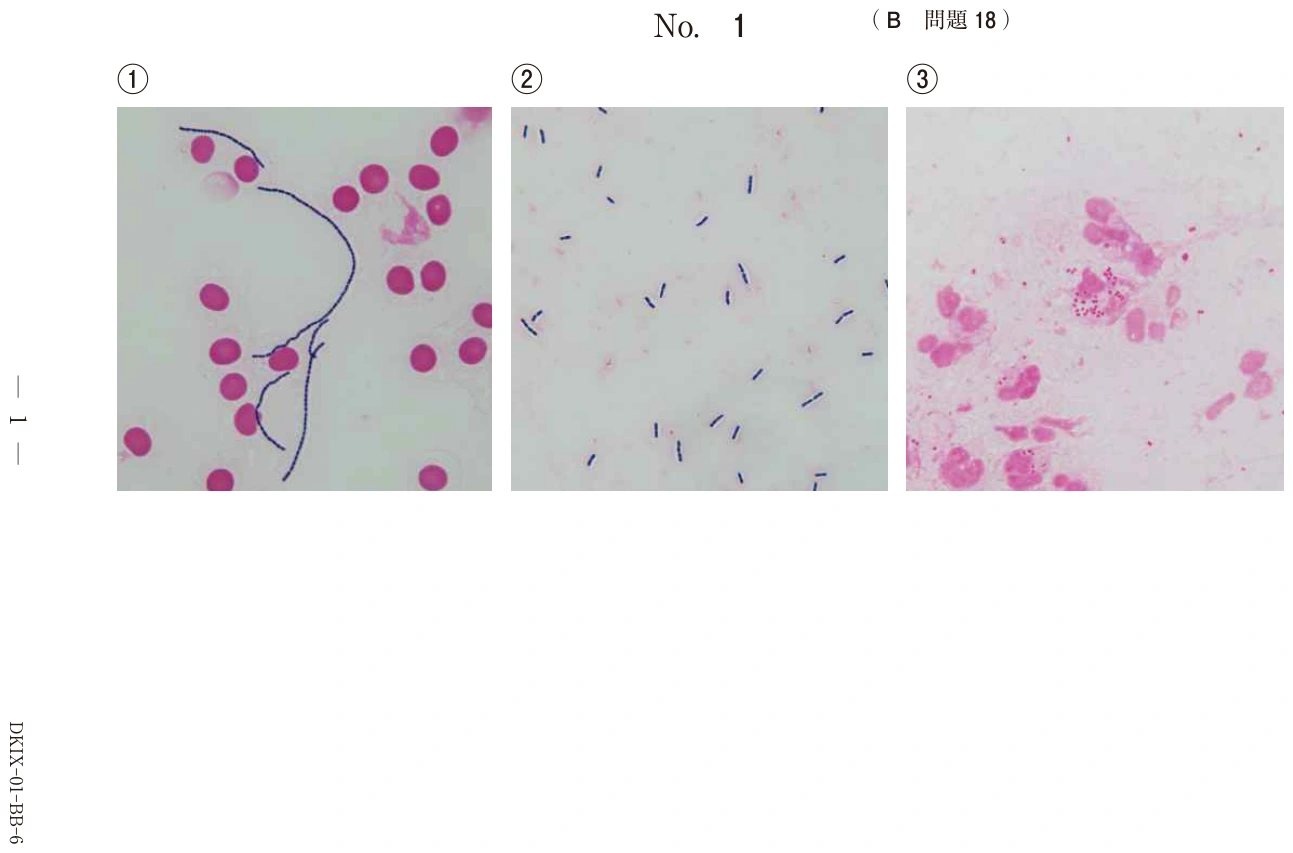 No. 1 (B 問題 18)
① ② ③
— 1 —
DKIX-01-BB-6